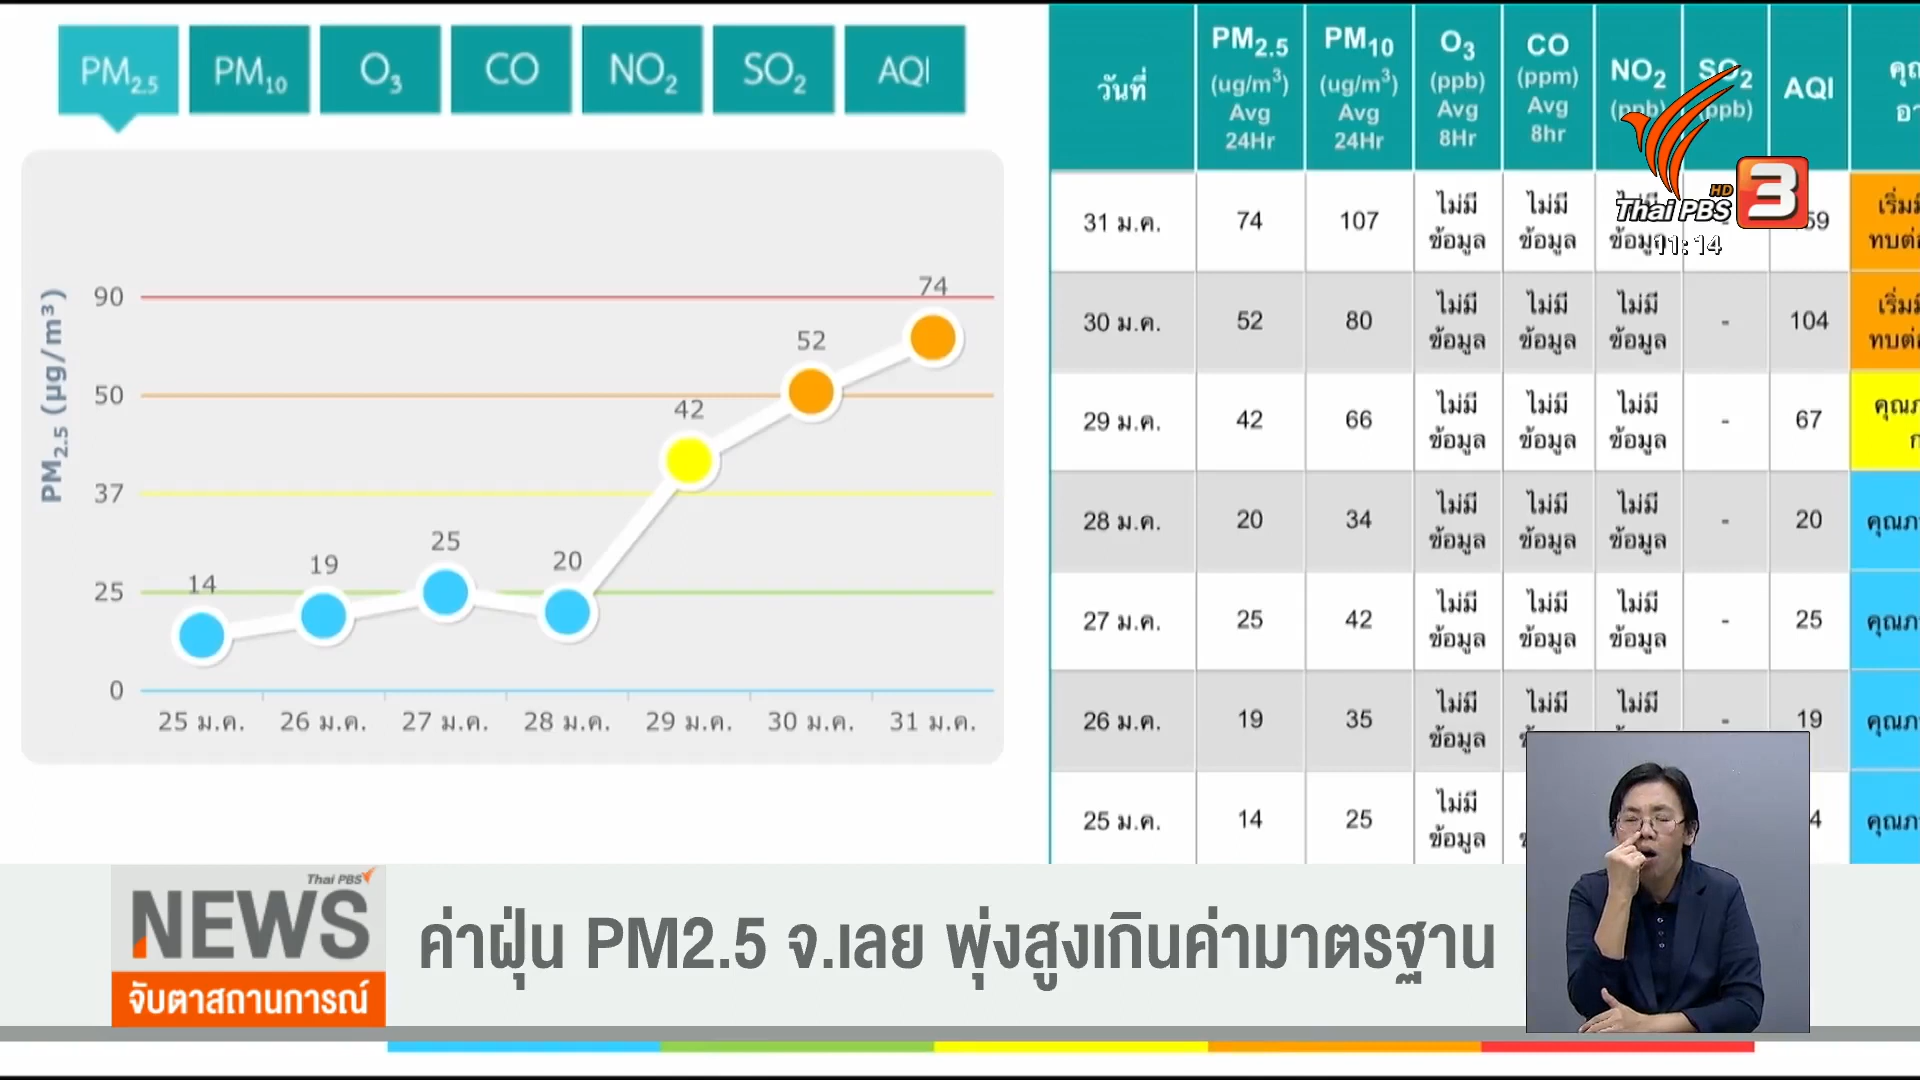 PM2.5
PM10
O3
CO
NO2
SO2
AQI
PM2.5 (µg/m³)
90
50
37
25
0
14
19
25
20
42
52
74
25 ม.ค.
26 ม.ค.
27 ม.ค.
28 ม.ค.
29 ม.ค.
30 ม.ค.
31 ม.ค.
วันที่
PM2.5
(ug/m³)
Avg
24Hr
PM10
(ug/m³)
Avg
24Hr
O3
(ppb)
Avg
8Hr
CO
(ppm)
Avg
8hr
NO2
(ppb)
SO2
(ppb)
AQI
31 ม.ค. 74 107 ไม่มีข้อมูล ไม่มีข้อมูล ไม่มีข้อมูล -
30 ม.ค. 52 80 ไม่มีข้อมูล ไม่มีข้อมูล ไม่มีข้อมูล - 104
29 ม.ค. 42 66 ไม่มีข้อมูล ไม่มีข้อมูล ไม่มีข้อมูล - 67
28 ม.ค. 20 34 ไม่มีข้อมูล ไม่มีข้อมูล ไม่มีข้อมูล - 20
27 ม.ค. 25 42 ไม่มีข้อมูล ไม่มีข้อมูล ไม่มีข้อมูล - 25
26 ม.ค. 19 35 ไม่มีข้อมูล ไม่มี ไม่มี - 19
25 ม.ค. 14 25 ไม่มีข้อมูล
Thai PBS HD 3
11:14
Thai PBS
NEWS
จับตาสถานการณ์
ค่าฝุ่น PM2.5 จ.เลย พุ่งสูงเกินค่ามาตรฐาน